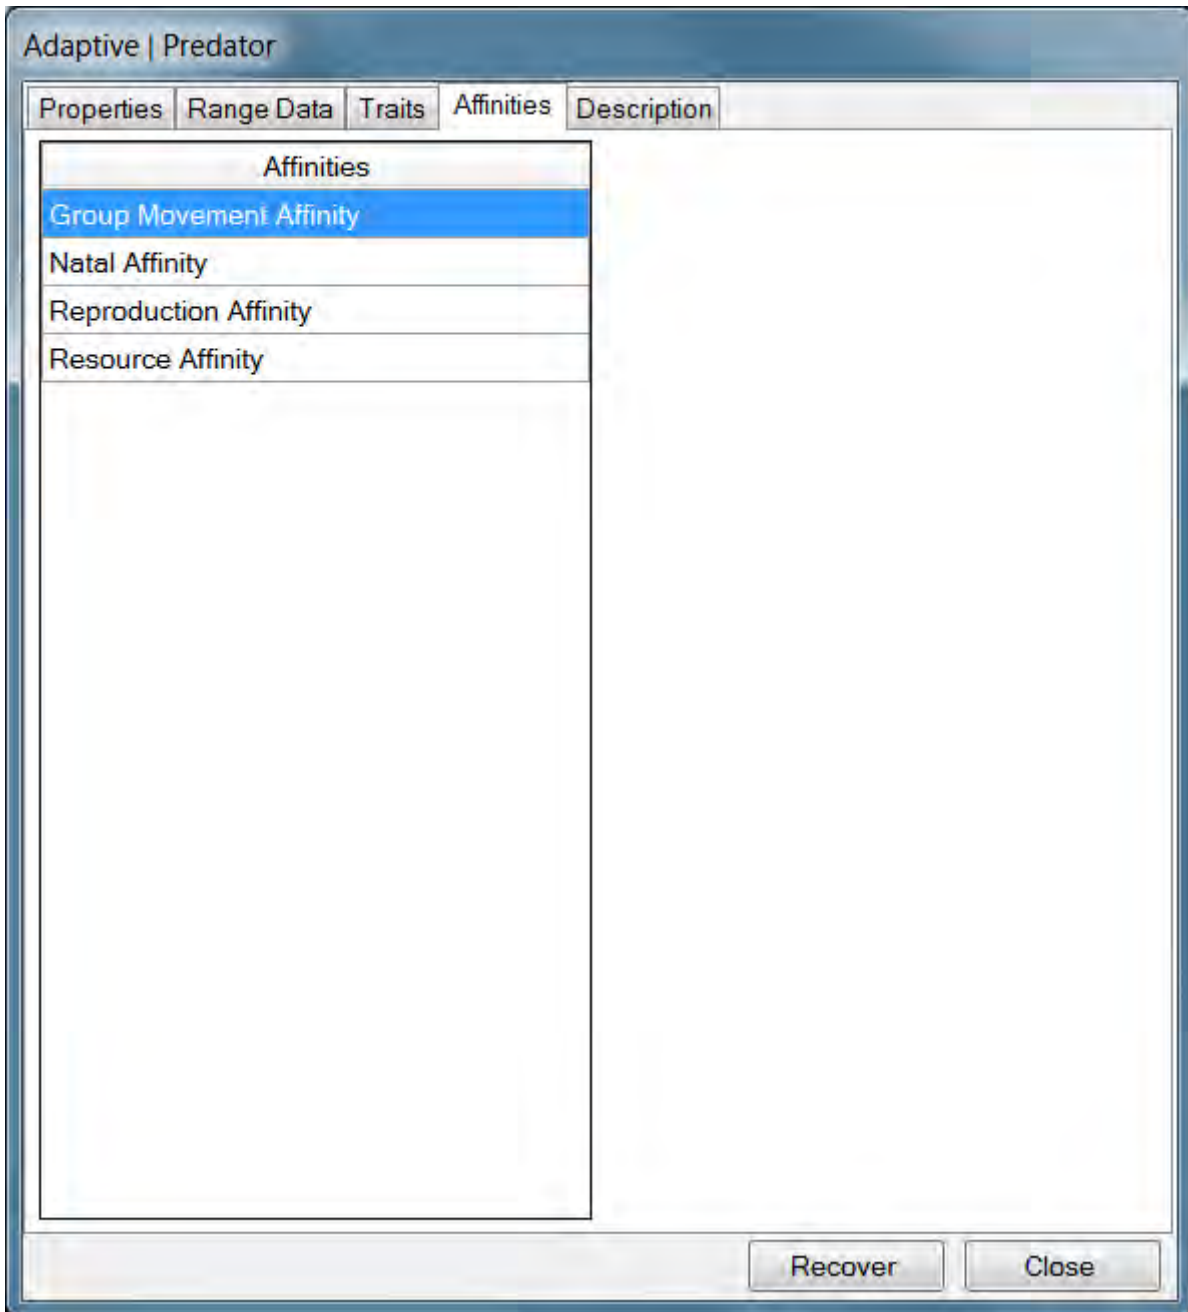 Adaptive | Predator
Properties Range Data Traits Affinities Description
Affinities
Group Movement Affinity
Natal Affinity
Reproduction Affinity
Resource Affinity
Recover Close